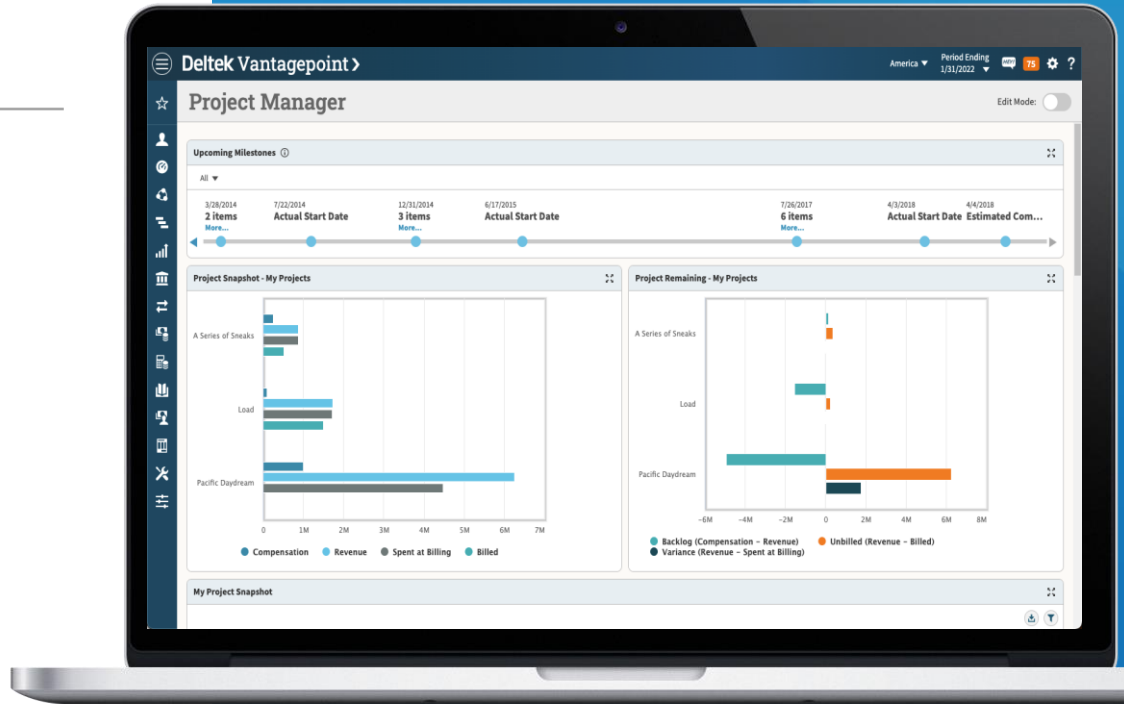 Deltek Vantagepoint >
America ▼ Period Ending 1/31/2022 ▼ NEW! 75 ?
Project Manager
Edit Mode:
Upcoming Milestones
All ▼
3/28/2014 7/22/2014 12/31/2014 6/17/2015 7/26/2017 4/3/2018 4/4/2018
2 items Actual Start Date 3 items Actual Start Date 6 items Actual Start Date Estimated Com...
More... More... More...
Project Snapshot - My Projects
A Series of Sneaks
Load
Pacific Daydream
0 1M 2M 3M 4M 5M 6M 7M
Compensation Revenue Spent at Billing Billed
Project Remaining - My Projects
A Series of Sneaks
Load
Pacific Daydream
-6M -4M -2M 0 2M 4M 6M 8M
Backlog (Compensation – Revenue) Unbilled (Revenue – Billed)
Variance (Revenue – Spent at Billing)
My Project Snapshot